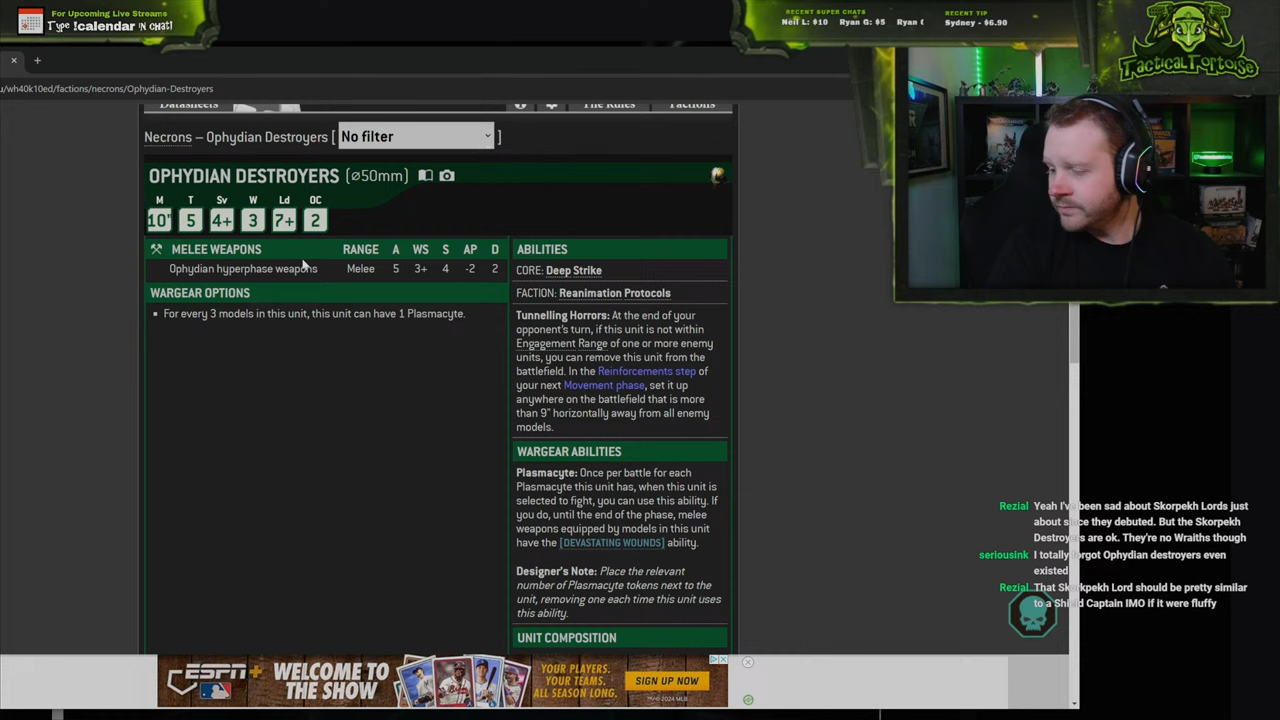 For Upcoming Live Streams
Type !calendar in chat!
RECENT SUPER CHATS
Neil L: $10 Ryan G: $5 Ryan
RECENT TIP
Sydney - $6.90
TacticalTortoise
u/wh40k10ed/factions/necrons/Ophydian-Destroyers
Datasheets
The Rules
Factions
Necrons – Ophydian Destroyers [ No filter ]
OPHYDIAN DESTROYERS (⌀50mm)
M T Sv W Ld OC
10" 5 4+ 3 7+ 2
MELEE WEAPONS RANGE A WS S AP D
Ophydian hyperphase weapons Melee 5 3+ 4 -2 2
WARGEAR OPTIONS
▪ For every 3 models in this unit, this unit can have 1 Plasmacyte.
ABILITIES
CORE: Deep Strike
FACTION: Reanimation Protocols
Tunnelling Horrors: At the end of your
opponent's turn, if this unit is not within
Engagement Range of one or more enemy
units, you can remove this unit from the
battlefield. In the Reinforcements step of
your next Movement phase, set it up
anywhere on the battlefield that is more
than 9" horizontally away from all enemy
models.
WARGEAR ABILITIES
Plasmacyte: Once per battle for each
Plasmacyte this unit has, when this unit is
selected to fight, you can use this ability. If
you do, until the end of the phase, melee
weapons equipped by models in this unit
have the [DEVASTATING WOUNDS] ability.
Designer's Note: Place the relevant
number of Plasmacyte tokens next to the
unit, removing one each time this unit uses
this ability.
UNIT COMPOSITION
Rezial Yeah I've been sad about Skorpekh Lords just
about since they debuted. But the Skorpekh
Destroyers are ok. They're no Wraiths though
seriousink I totally forgot Ophydian destroyers even
existed
Rezial That Skorkpekh Lord should be pretty similar
to a Shield Captain IMO if it were fluffy
ESPN+
MLB
WELCOME TO
THE SHOW
YOUR PLAYERS.
YOUR TEAMS.
ALL SEASON LONG.
SIGN UP NOW